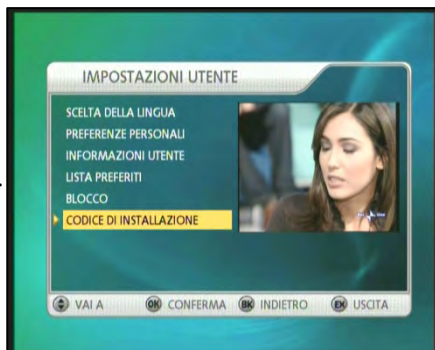 IMPOSTAZIONI UTENTE
SCELTA DELLA LINGUA
PREFERENZE PERSONALI
INFORMAZIONI UTENTE
LISTA PREFERITI
BLOCCO
CODICE DI INSTALLAZIONE
VAI A OK CONFERMA BK INDIETRO EX USCITA